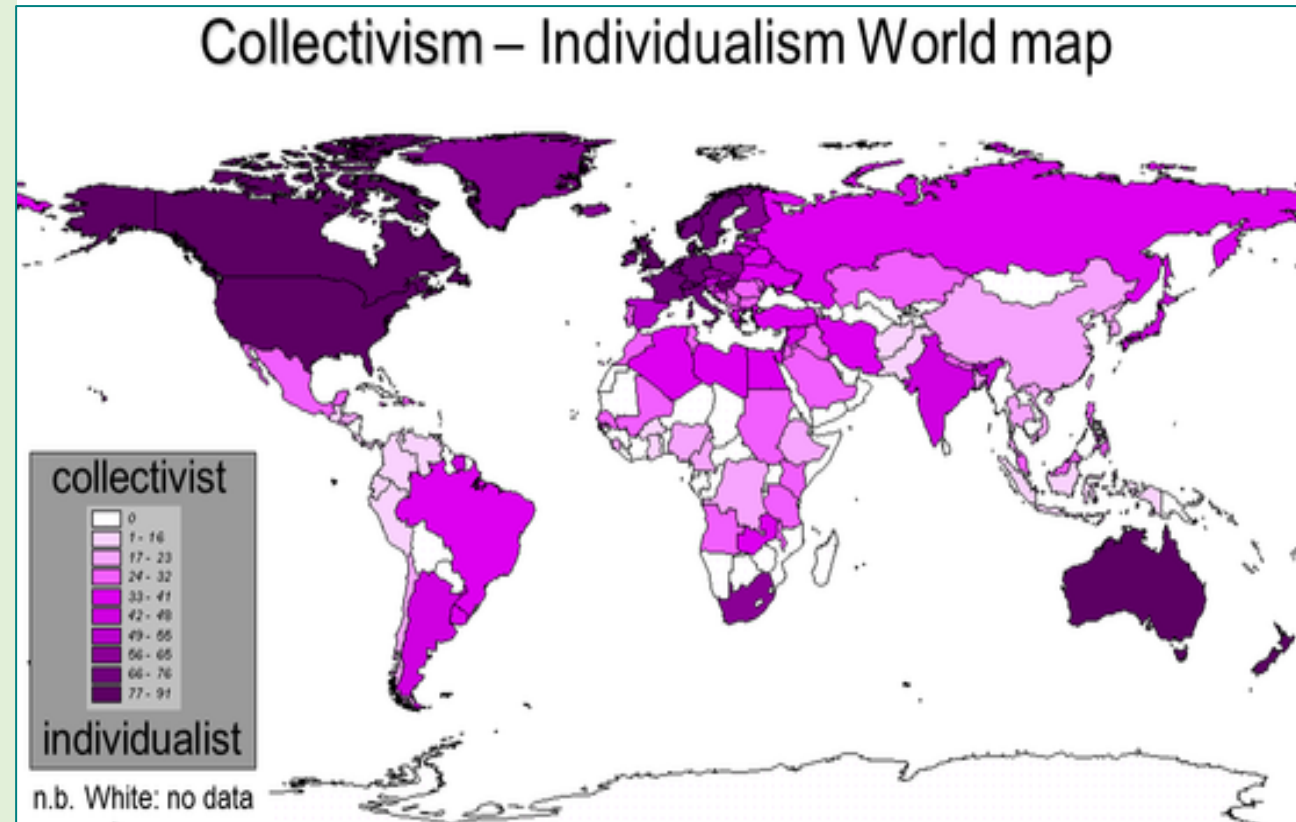 Collectivism – Individualism World map
collectivist
0
1 - 16
17 - 23
24 - 32
33 - 41
42 - 48
49 - 55
56 - 65
66 - 76
77 - 91
individualist
n.b. White: no data